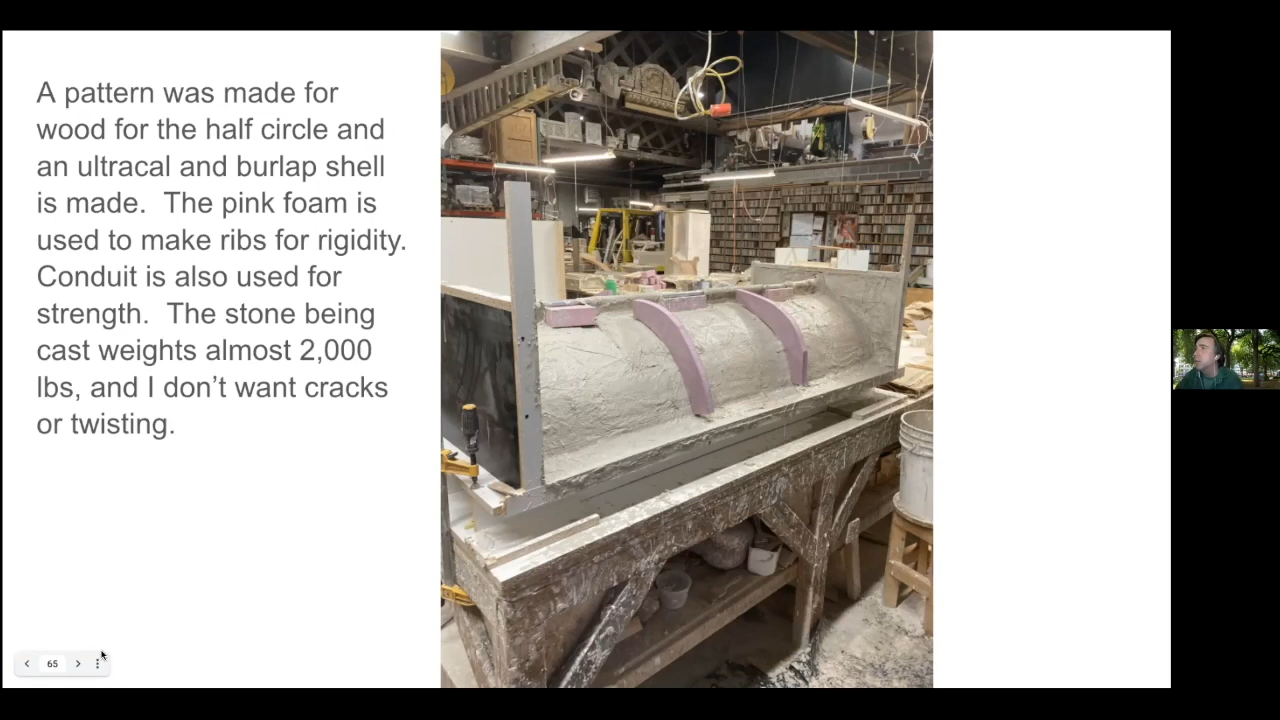 A pattern was made for
wood for the half circle and
an ultracal and burlap shell
is made.  The pink foam is
used to make ribs for rigidity.
Conduit is also used for
strength.  The stone being
cast weights almost 2,000
lbs, and I don’t want cracks
or twisting.
65